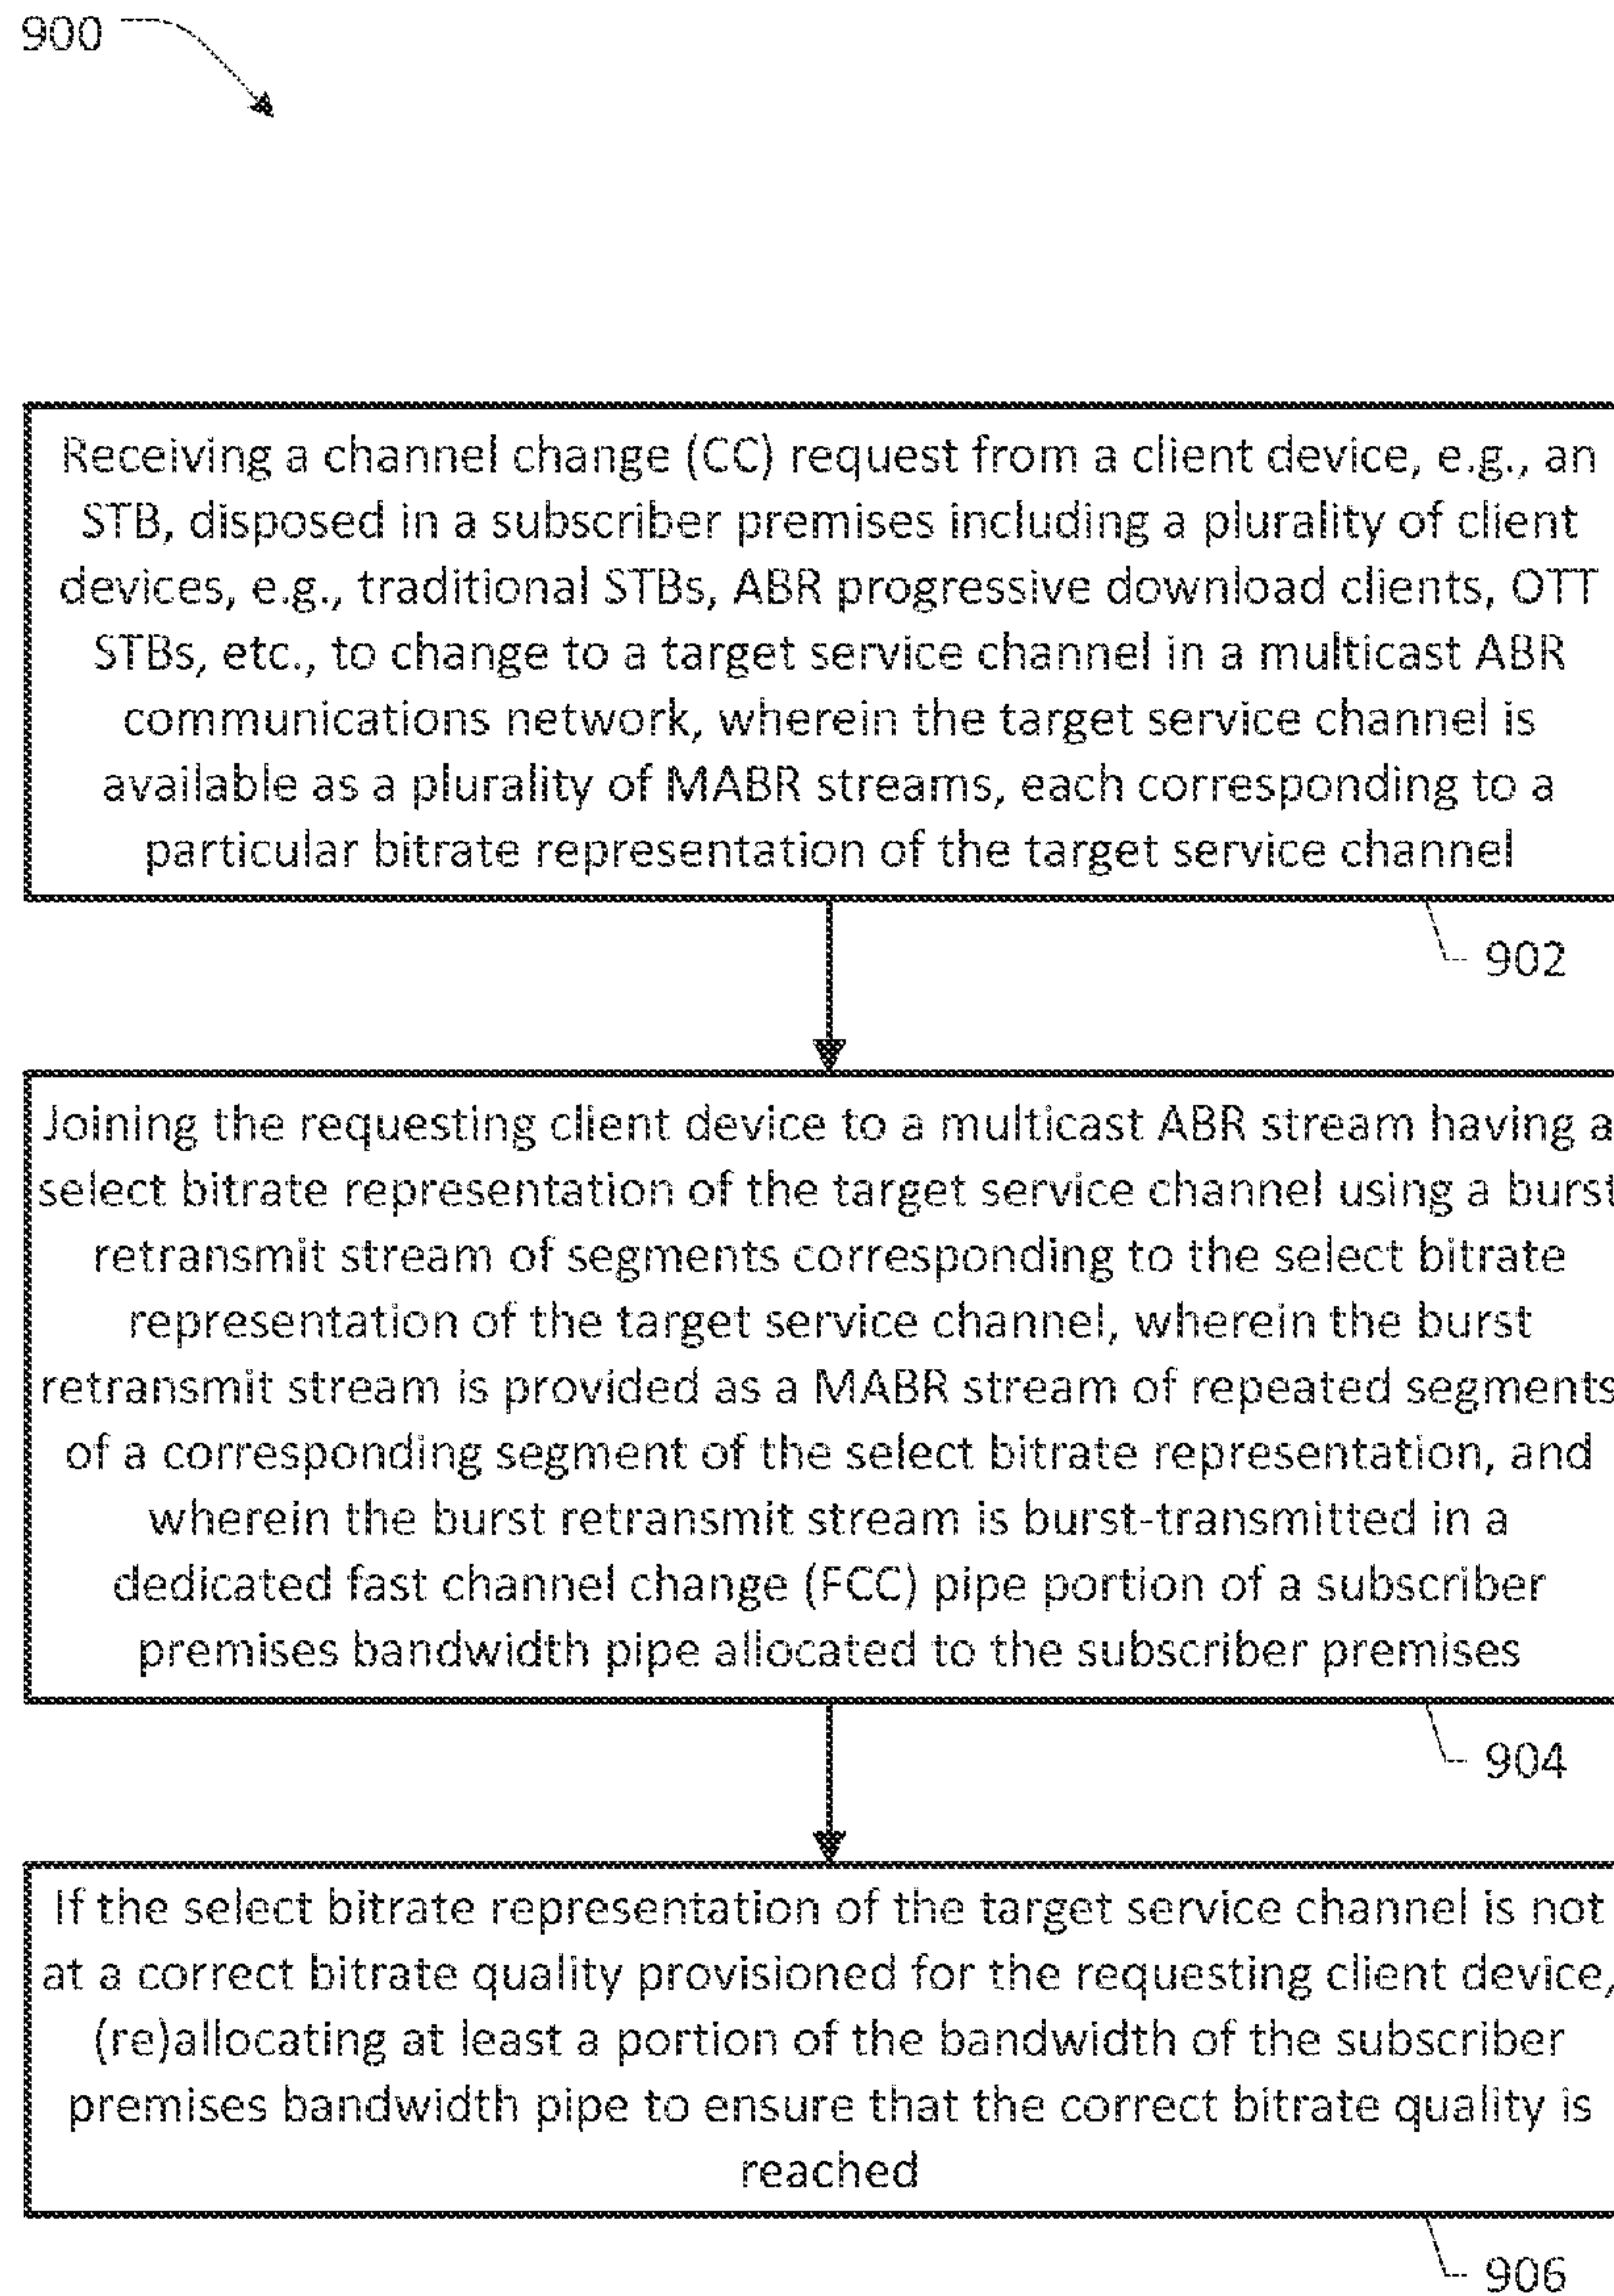 900
Receiving a channel change (CC) request from a client device, e.g., an
STB, disposed in a subscriber premises including a plurality of client
devices, e.g., traditional STBs, ABR progressive download clients, OTT
STBs, etc., to change to a target service channel in a multicast ABR
communications network, wherein the target service channel is
available as a plurality of MABR streams, each corresponding to a
particular bitrate representation of the target service channel
902
Joining the requesting client device to a multicast ABR stream having a
select bitrate representation of the target service channel using a burst
retransmit stream of segments corresponding to the select bitrate
representation of the target service channel, wherein the burst
retransmit stream is provided as a MABR stream of repeated segments
of a corresponding segment of the select bitrate representation, and
wherein the burst retransmit stream is burst-transmitted in a
dedicated fast channel change (FCC) pipe portion of a subscriber
premises bandwidth pipe allocated to the subscriber premises
904
If the select bitrate representation of the target service channel is not
at a correct bitrate quality provisioned for the requesting client device,
(re)allocating at least a portion of the bandwidth of the subscriber
premises bandwidth pipe to ensure that the correct bitrate quality is
reached
906